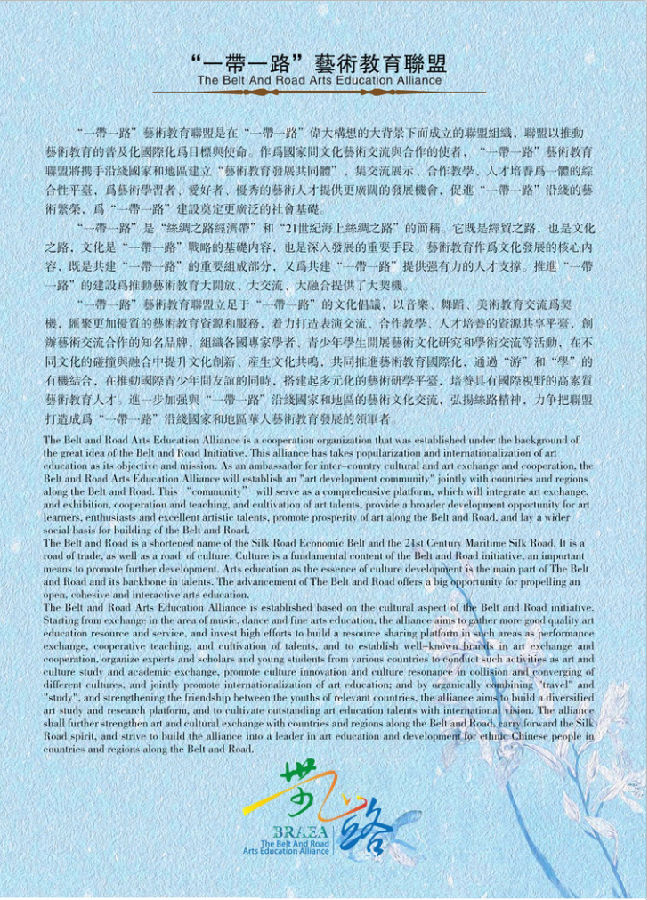 “一帶一路”藝術教育聯盟
The Belt And Road Arts Education Alliance
“一帶一路”藝術教育聯盟是在“一帶一路”偉大構想的大背景下面成立的聯盟組織，聯盟以推動
藝術教育的普及化國際化爲目標與使命。作爲國家間文化藝術交流與合作的使者，“一帶一路”藝術教育
聯盟將携手沿綫國家和地區建立“藝術教育發展共同體”，集交流展示、合作教學、人才培養爲一體的綜
合性平臺，爲藝術學習者、愛好者、優秀的藝術人才提供更廣闊的發展機會，促進“一帶一路”沿綫的藝
術繁榮，爲“一帶一路”建設奠定更廣泛的社會基礎。
“一帶一路”是“絲綢之路經濟帶”和“21世紀海上絲綢之路”的簡稱。它既是經貿之路，也是文化
之路，文化是“一帶一路”戰略的基礎内容，也是深入發展的重要手段。藝術教育作爲文化發展的核心内
容，既是共建“一帶一路”的重要組成部分，又爲共建“一帶一路”提供强有力的人才支撑。推進“一帶
一路”的建設爲推動藝術教育大開放、大交流、大融合提供了大契機。
“一帶一路”藝術教育聯盟立足于“一帶一路”的文化倡議，以音樂、舞蹈、美術教育交流爲契
機，匯聚更加優質的藝術教育資源和服務，着力打造表演交流、合作教學、人才培養的資源共享平臺，創
辦藝術交流合作的知名品牌，組織各國專家學者、青少年學生開展藝術文化研究和學術交流等活動，在不
同文化的碰撞與融合中提升文化創新、産生文化共鳴，共同推進藝術教育國際化，通過“游”和“學”的
有機結合，在推動國際青少年間友誼的同時，搭建起多元化的藝術研學平臺，培養具有國際視野的高素質
藝術教育人才。進一步加强與“一帶一路”沿綫國家和地區的藝術文化交流，弘揚絲路精神，力争把聯盟
打造成爲“一帶一路”沿綫國家和地區華人藝術教育發展的領軍者。
The Belt and Road Arts Education Alliance is a cooperation organization that was established under the background of
the great idea of the Belt and Road Initiative. This alliance has takes popularization and internationalization of art
education as its objective and mission. As an ambassador for inter-country cultural and art exchange and cooperation, the
Belt and Road Arts Education Alliance will establish an "art development community" jointly with countries and regions
along the Belt and Road. This “community” will serve as a comprehensive platform, which will integrate art exchange,
and exhibition, cooperation and teaching, and cultivation of art talents, provide a broader development opportunity for art
learners, enthusiasts and excellent artistic talents, promote prosperity of art along the Belt and Road, and lay a wider
social basis for building of the Belt and Road.
The Belt and Road is a shortened name of the Silk Road Economic Belt and the 21st Century Maritime Silk Road. It is a
road of trade, as well as a road of culture. Culture is a fundamental content of the Belt and Road initiative, an important
means to promote further development. Arts education as the essence of culture development is the main part of The Belt
and Road and its backbone in talents. The advancement of The Belt and Road offers a big opportunity for propelling an
open, cohesive and interactive arts education.
The Belt and Road Arts Education Alliance is established based on the cultural aspect of the Belt and Road initiative.
Starting from exchange in the area of music, dance and fine arts education, the alliance aims to gather more good quality art
education resource and service, and invest high efforts to build a resource sharing platform in such areas as performance
exchange, cooperative teaching, and cultivation of talents, and to establish well-known brands in art exchange and
cooperation, organize experts and scholars and young students from various countries to conduct such activities as art and
culture study and academic exchange, promote culture innovation and culture resonance in collision and converging of
different cultures, and jointly promote internationalization of art education; and by organically combining "travel" and
"study", and strengthening the friendship between the youths of relevant countries, the alliance aims to build a diversified
art study and research platform, and to cultivate outstanding art education talents with international vision. The alliance
shall further strengthen art and cultural exchange with countries and regions along the Belt and Road, carry forward the Silk
Road spirit, and strive to build the alliance into a leader in art education and development for ethnic Chinese people in
countries and regions along the Belt and Road.
带
一
路
BRAEA
The Belt And Road
Arts Education Alliance